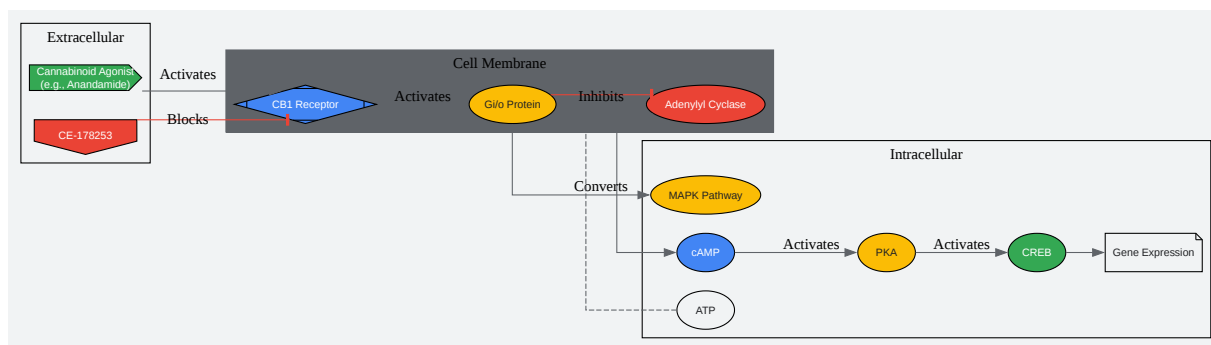 Extracellular
Cannabinoid Agonist
(e.g., Anandamide)
CE-178253
Activates
Blocks
Cell Membrane
CB1 Receptor
Activates
Gi/o Protein
Inhibits
Adenylyl Cyclase
Intracellular
Converts
MAPK Pathway
cAMP
Activates
PKA
Activates
CREB
Gene Expression
ATP